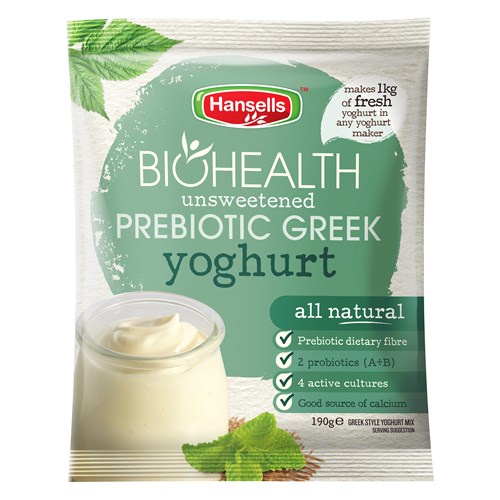 Hansells
TM
makes 1kg
of fresh
yoghurt in
any yoghurt
maker
BIOHEALTH
unsweetened
PREBIOTIC GREEK
yoghurt
all natural
Prebiotic dietary fibre
2 probiotics (A+B)
4 active cultures
Good source of calcium
190g℮ GREEK STYLE YOGHURT MIX
SERVING SUGGESTION